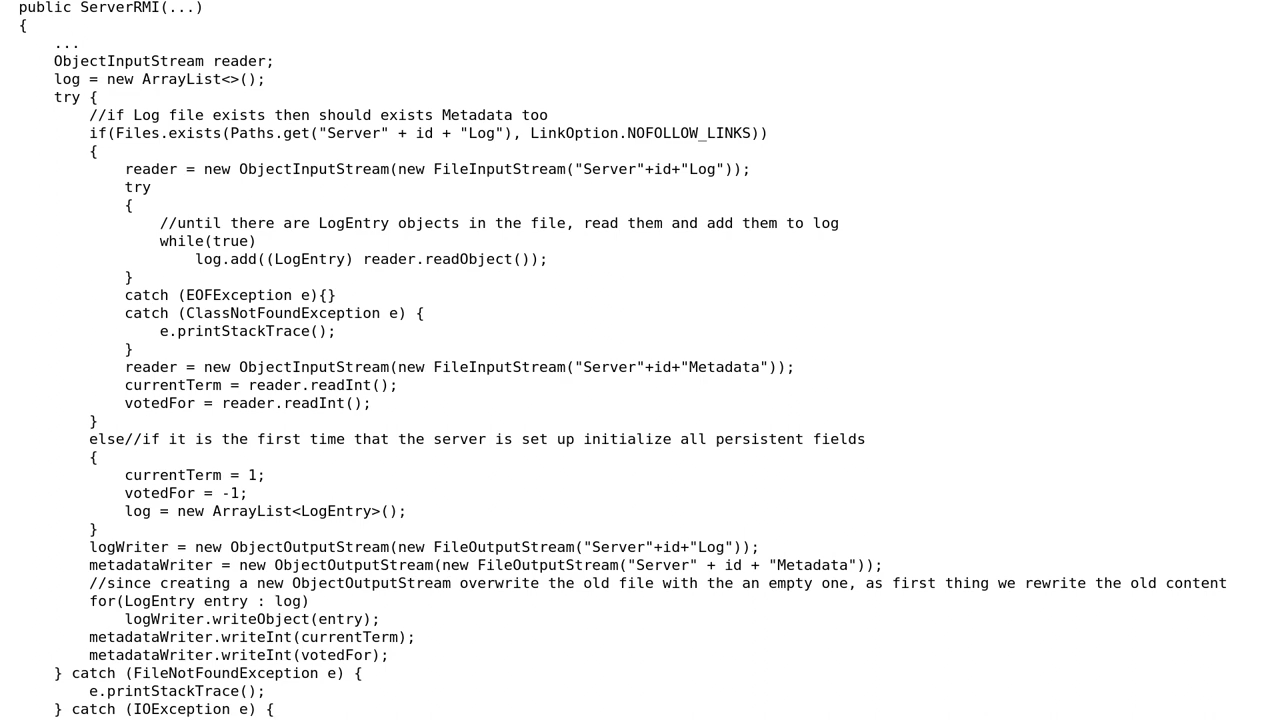 public ServerRMI(...)
{
    ...
    ObjectInputStream reader;
    log = new ArrayList<>();
    try {
        //if Log file exists then should exists Metadata too
        if(Files.exists(Paths.get("Server" + id + "Log"), LinkOption.NOFOLLOW_LINKS))
        {
            reader = new ObjectInputStream(new FileInputStream("Server"+id+"Log"));
            try
            {
                //until there are LogEntry objects in the file, read them and add them to log
                while(true)
                    log.add((LogEntry) reader.readObject());
            }
            catch (EOFException e){}
            catch (ClassNotFoundException e) {
                e.printStackTrace();
            }
            reader = new ObjectInputStream(new FileInputStream("Server"+id+"Metadata"));
            currentTerm = reader.readInt();
            votedFor = reader.readInt();
        }
        else//if it is the first time that the server is set up initialize all persistent fields
        {
            currentTerm = 1;
            votedFor = -1;
            log = new ArrayList<LogEntry>();
        }
        logWriter = new ObjectOutputStream(new FileOutputStream("Server"+id+"Log"));
        metadataWriter = new ObjectOutputStream(new FileOutputStream("Server" + id + "Metadata"));
        //since creating a new ObjectOutputStream overwrite the old file with the an empty one, as first thing we rewrite the old content
        for(LogEntry entry : log)
            logWriter.writeObject(entry);
        metadataWriter.writeInt(currentTerm);
        metadataWriter.writeInt(votedFor);
    } catch (FileNotFoundException e) {
        e.printStackTrace();
    } catch (IOException e) {